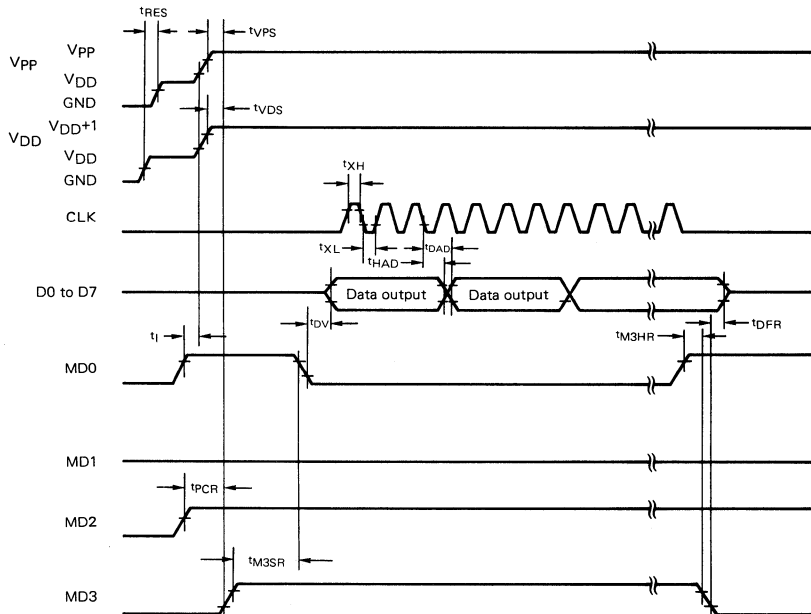 tRES
tVPS
VPP
VPP
VDD
GND
tVDS
VDD+1
VDD
VDD
GND
tXH
CLK
tXL
tHAD
tDAD
D0 to D7
Data output
Data output
tDV
tDFR
tI
tM3HR
MD0
MD1
tPCR
MD2
tM3SR
MD3